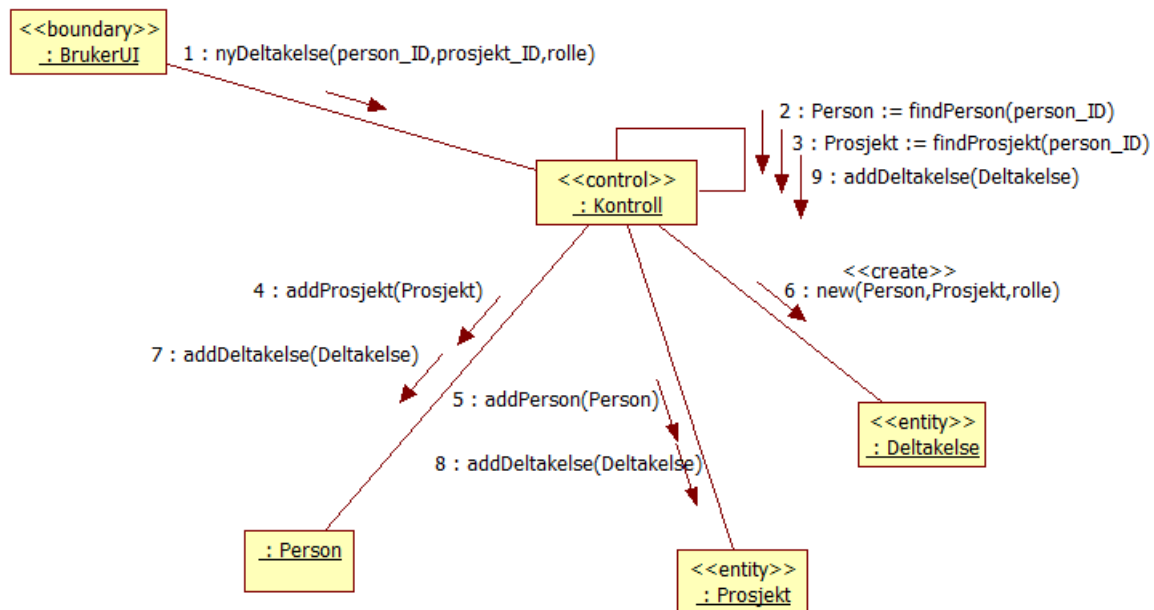 <<boundary>>
: BrukerUI
1 : nyDeltakelse(person_ID,prosjekt_ID,rolle)
2 : Person := findPerson(person_ID)
3 : Prosjekt := findProsjekt(person_ID)
9 : addDeltakelse(Deltakelse)
<<control>>
: Kontroll
<<create>>
6 : new(Person,Prosjekt,rolle)
4 : addProsjekt(Prosjekt)
7 : addDeltakelse(Deltakelse)
5 : addPerson(Person)
8 : addDeltakelse(Deltakelse)
<<entity>>
: Deltakelse
: Person
<<entity>>
: Prosjekt